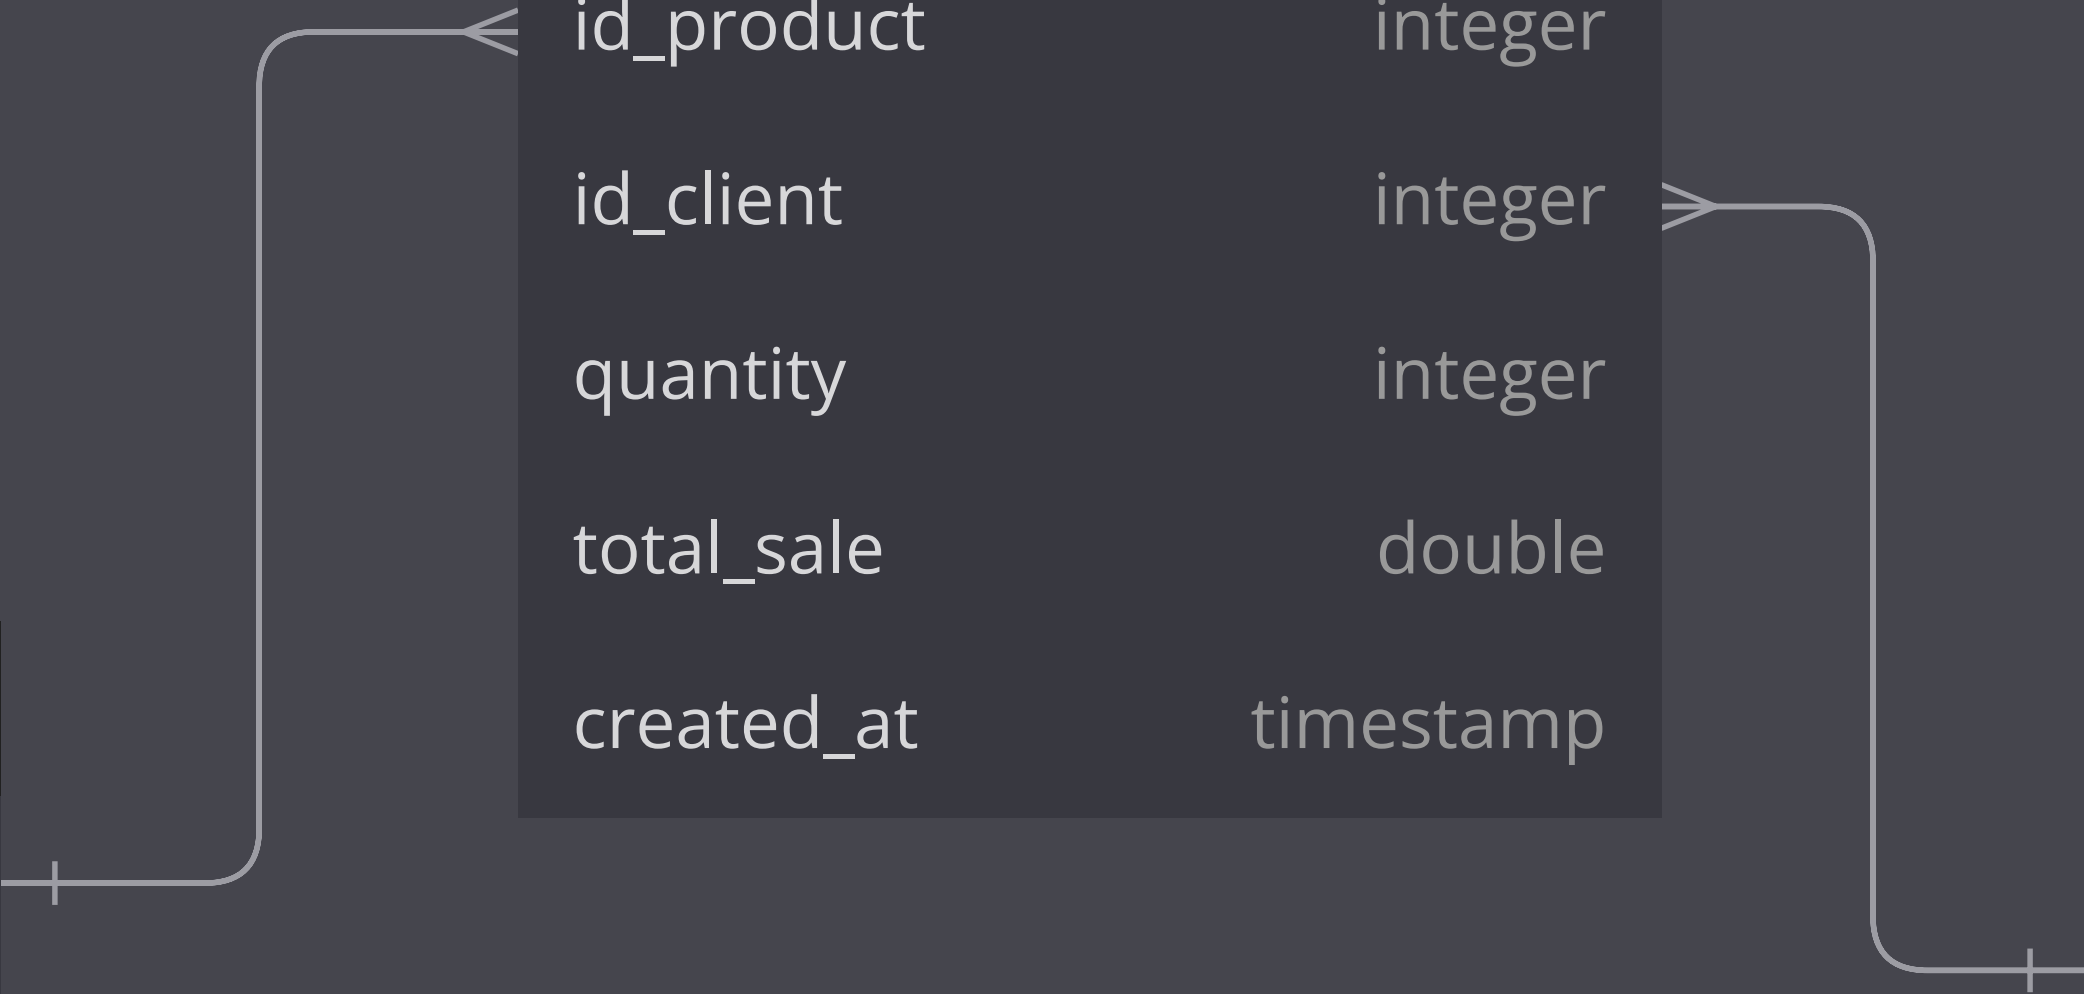 id_product integer
id_client integer
quantity integer
total_sale double
created_at timestamp